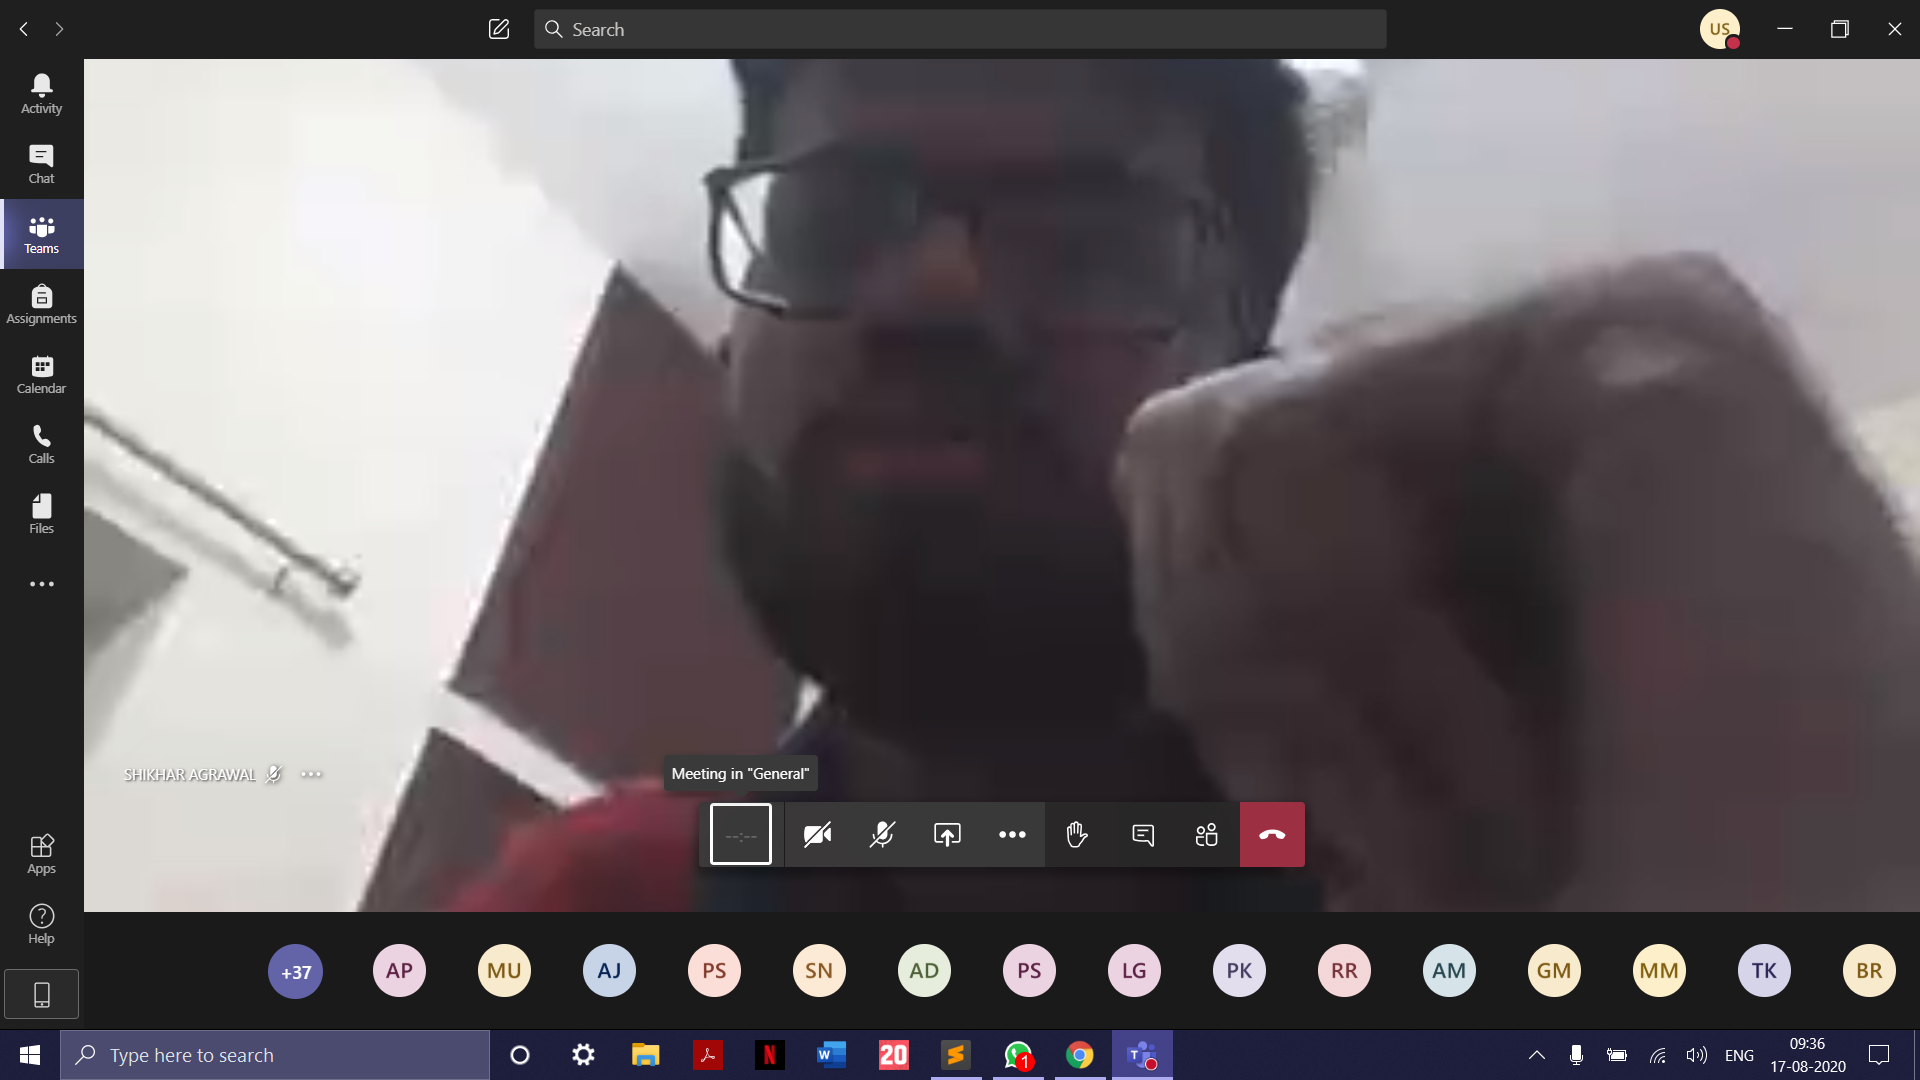 Search
US
Activity
Chat
Teams
Assignments
Calendar
Calls
Files
Apps
Help
SHIKHAR AGRAWAL
Meeting in "General"
--:--
+37 AP MU AJ PS SN AD PS LG PK RR AM GM MM TK BR
Type here to search
N
W
20
S
1
T
ENG
09:36
17-08-2020